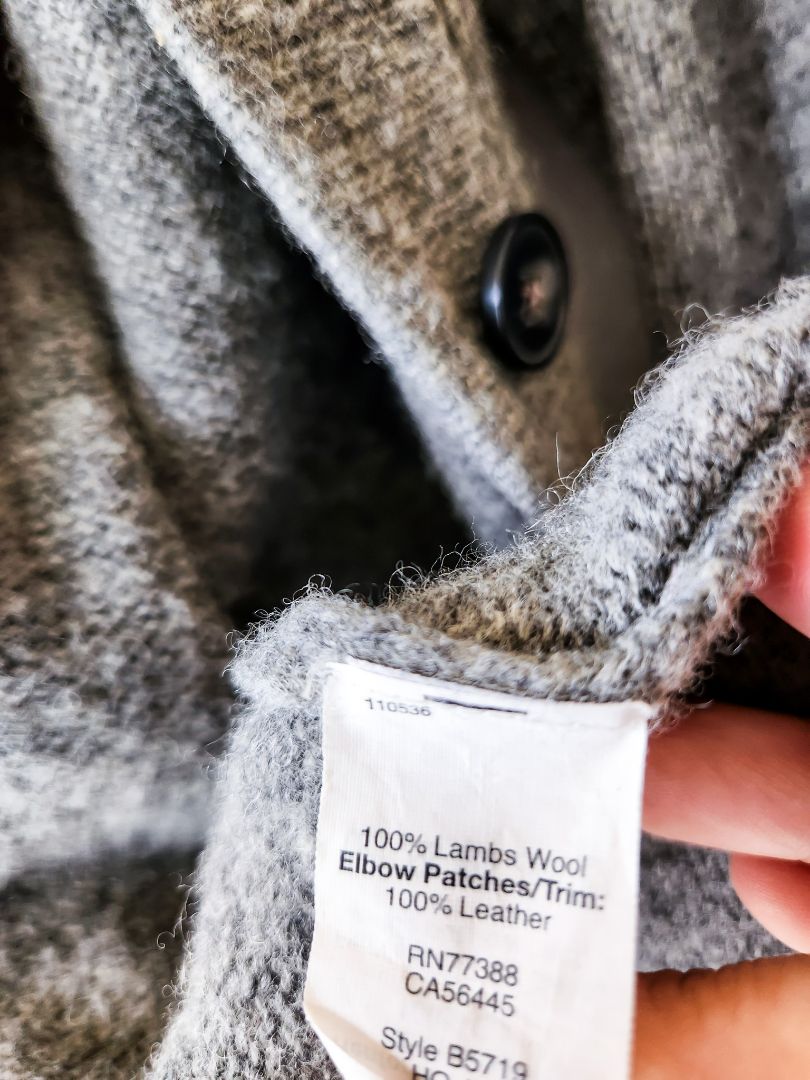 110536
100% Lambs Wool
Elbow Patches/Trim:
100% Leather
RN77388
CA56445
Style B5719